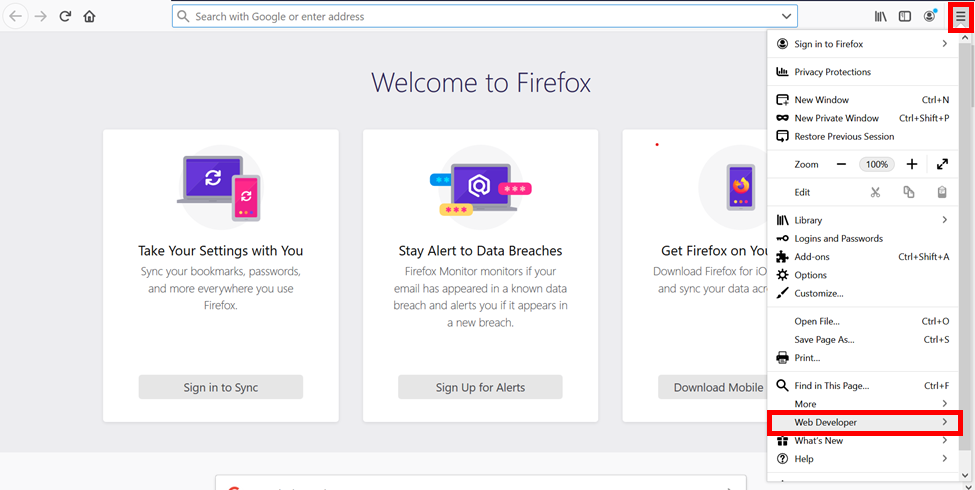 Search with Google or enter address
Welcome to Firefox
Take Your Settings with You
Sync your bookmarks, passwords,
and more everywhere you use
Firefox.
Sign in to Sync
Stay Alert to Data Breaches
Firefox Monitor monitors if your
email has appeared in a known data
breach and alerts you if it appears in
a new breach.
Sign Up for Alerts
Get Firefox on You
Download Firefox for iO
and sync your data acr
Download Mobile
Sign in to Firefox
Privacy Protections
New Window Ctrl+N
New Private Window Ctrl+Shift+P
Restore Previous Session
Zoom 100%
Edit
Library
Logins and Passwords
Add-ons Ctrl+Shift+A
Options
Customize...
Open File... Ctrl+O
Save Page As... Ctrl+S
Print...
Find in This Page... Ctrl+F
More
Web Developer
What's New
Help